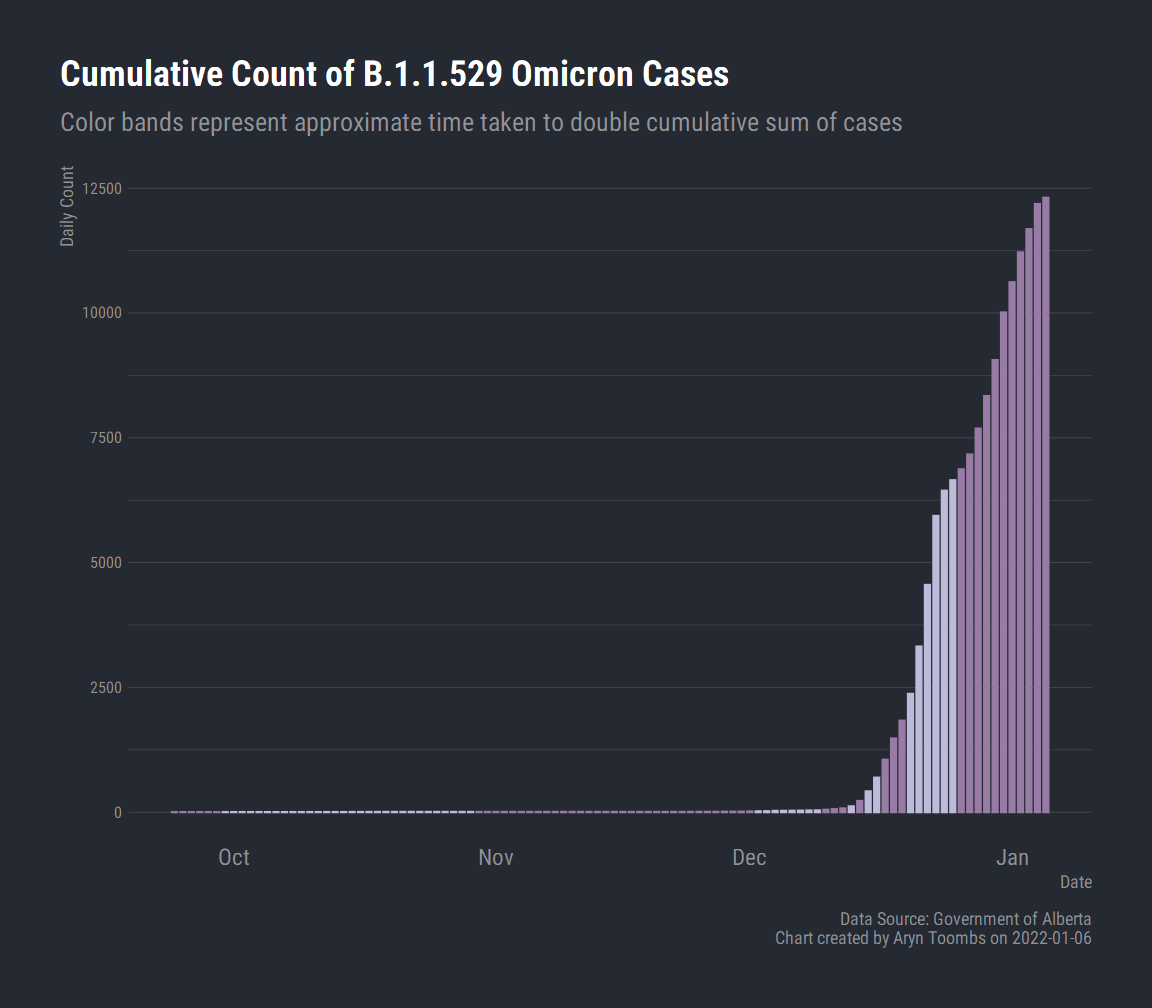 Cumulative Count of B.1.1.529 Omicron Cases
Color bands represent approximate time taken to double cumulative sum of cases
Daily Count
12500
10000
7500
5000
2500
0
Oct Nov Dec Jan
Date
Data Source: Government of Alberta
Chart created by Aryn Toombs on 2022-01-06